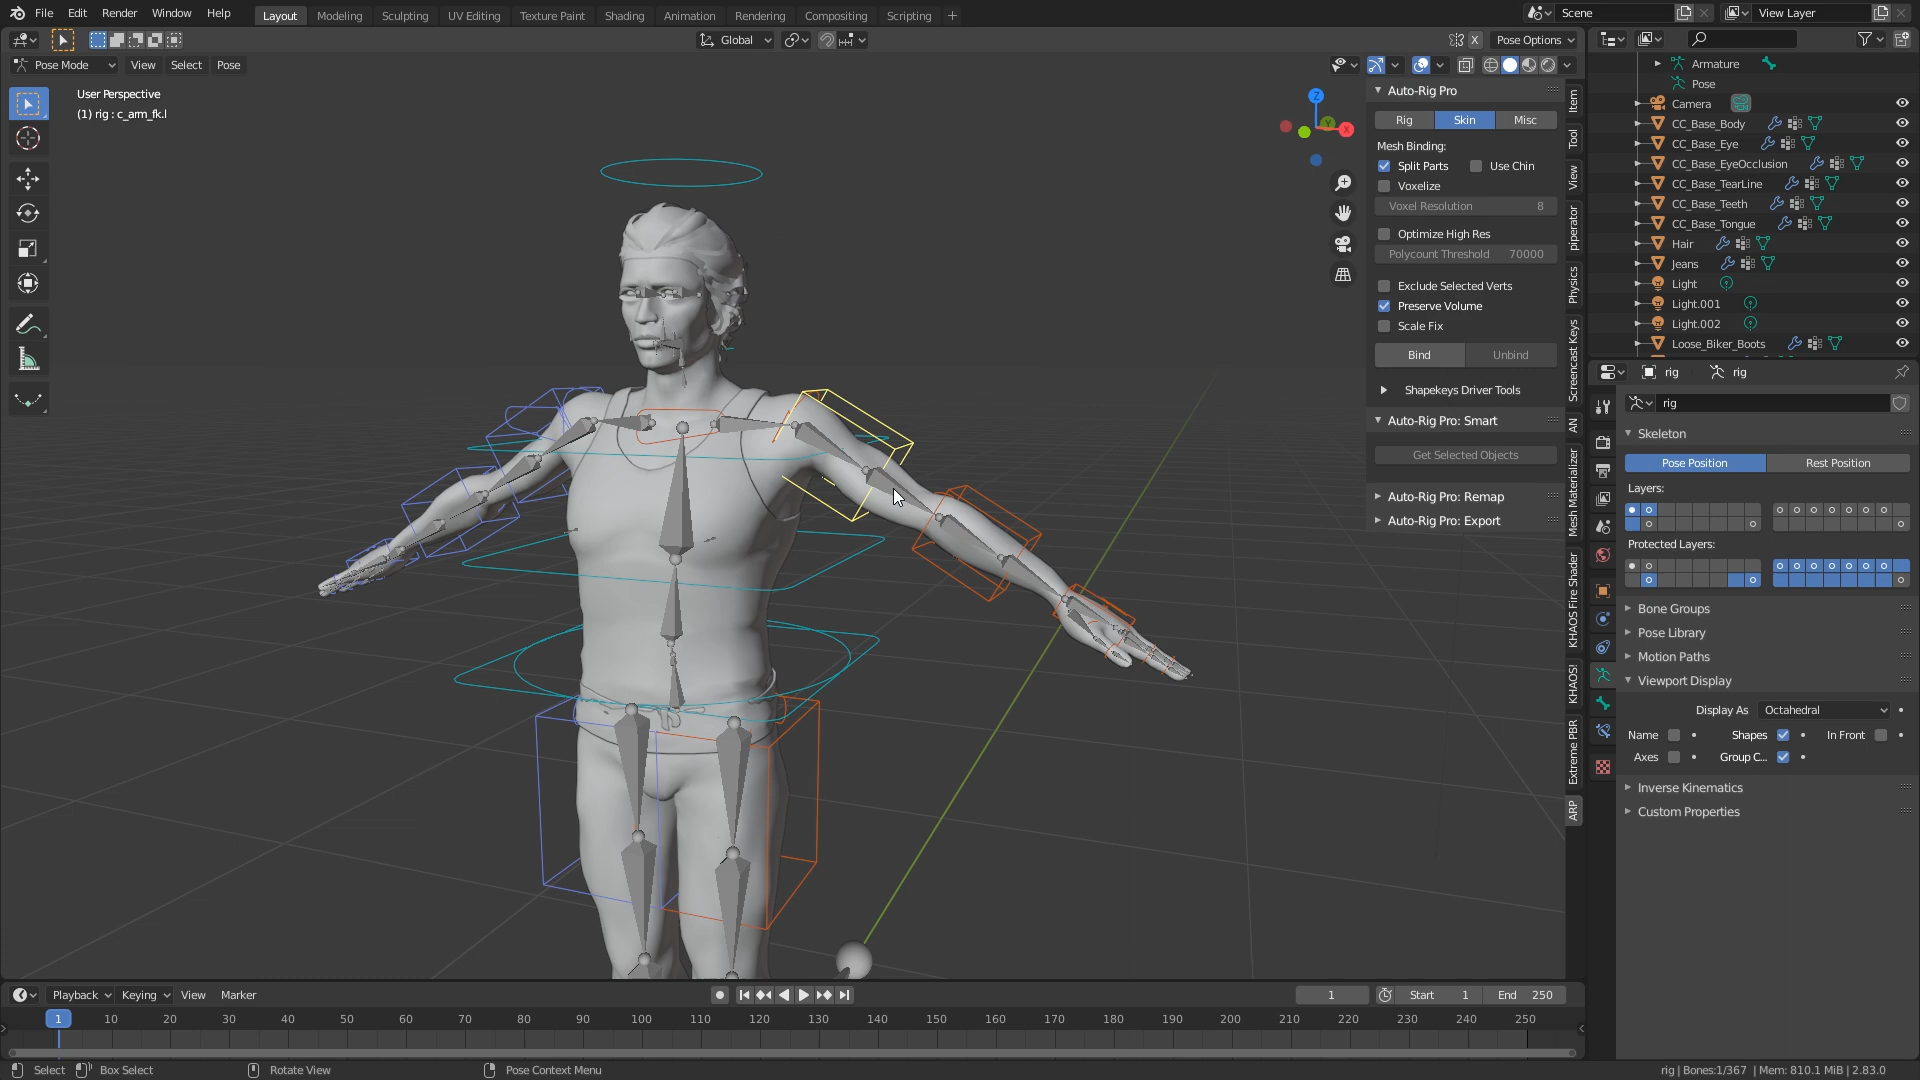 File Edit Render Window Help Layout Modeling Sculpting UV Editing Texture Paint Shading Animation Rendering Compositing Scripting + Scene View Layer
Global X Pose Options
Pose Mode View Select Pose
User Perspective
(1) rig : c_arm_fk.l
Z
Y
X
Auto-Rig Pro
Rig Skin Misc
Mesh Binding:
Split Parts Use Chin
Voxelize
Voxel Resolution 8
Optimize High Res
Polycount Threshold 70000
Exclude Selected Verts
Preserve Volume
Scale Fix
Bind Unbind
Shapekeys Driver Tools
Auto-Rig Pro: Smart
Get Selected Objects
Auto-Rig Pro: Remap
Auto-Rig Pro: Export
Item
Tool
View
piperator
Physics
Screencast Keys
AN
Mesh Materializer
KHAOS Fire Shader
KHAOS!
Extreme PBR
ARP
Armature
Pose
Camera
CC_Base_Body
CC_Base_Eye
CC_Base_EyeOcclusion
CC_Base_TearLine
CC_Base_Teeth
CC_Base_Tongue
Hair
Jeans
Light
Light.001
Light.002
Loose_Biker_Boots
rig rig
rig
Skeleton
Pose Position Rest Position
Layers:
Protected Layers:
Bone Groups
Pose Library
Motion Paths
Viewport Display
Display As Octahedral
Name Shapes In Front
Axes Group C...
Inverse Kinematics
Custom Properties
Playback Keying View Marker 1 Start 1 End 250
1 10 20 30 40 50 60 70 80 90 100 110 120 130 140 150 160 170 180 190 200 210 220 230 240 250
Select Box Select Rotate View Pose Context Menu rig | Bones:1/367 | Mem: 810.1 MiB | 2.83.0